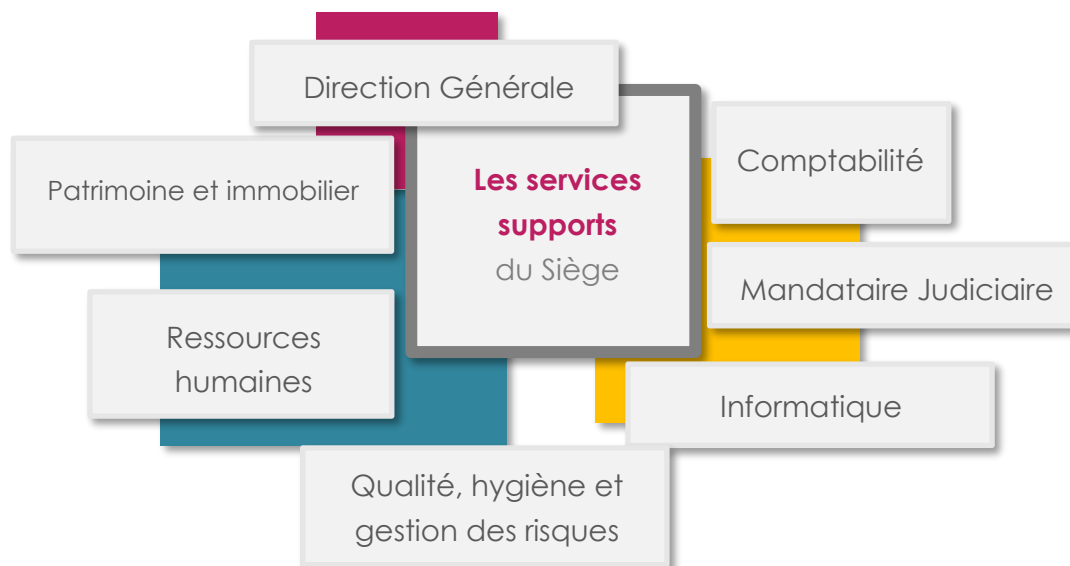 Direction Générale
Patrimoine et immobilier
Les services
supports
du Siège
Comptabilité
Mandataire Judiciaire
Ressources
humaines
Informatique
Qualité, hygiène et
gestion des risques